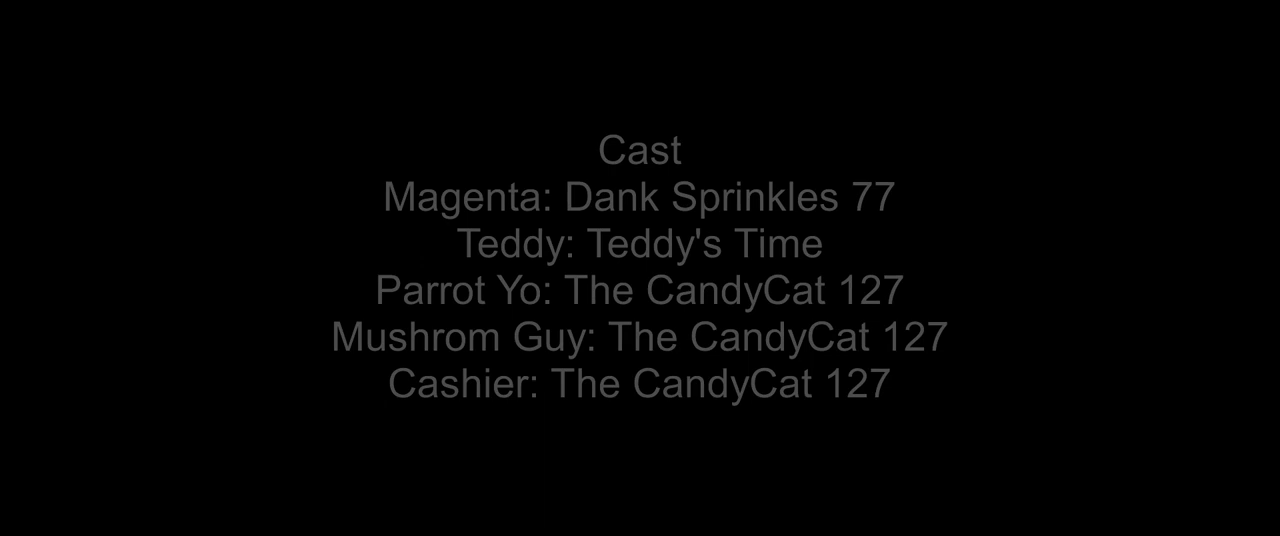 Cast
Magenta: Dank Sprinkles 77
Teddy: Teddy's Time
Parrot Yo: The CandyCat 127
Mushrom Guy: The CandyCat 127
Cashier: The CandyCat 127